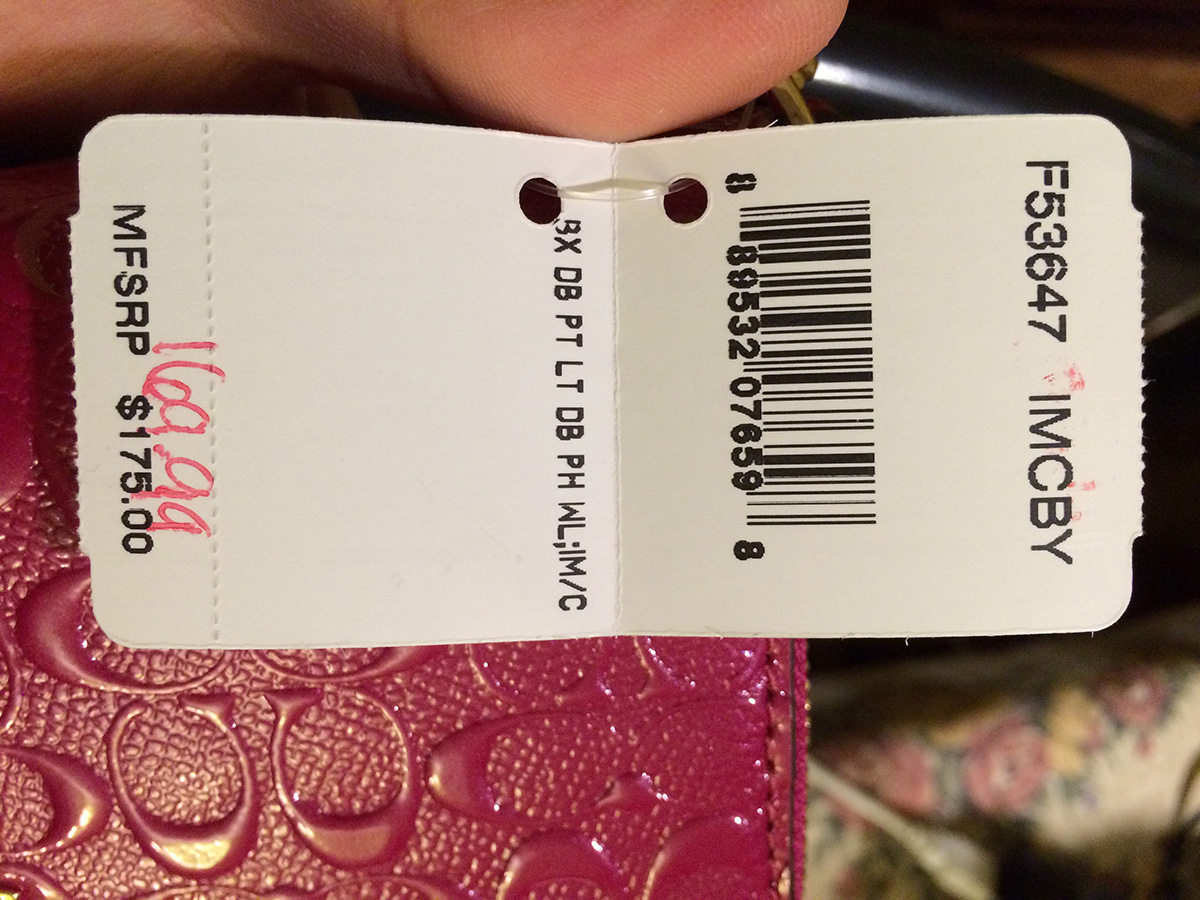 F53647 IMCBY
8 89532 07659 8
BX DB PT LT DB PH WL;IM/C
169.99
MFSRP $175.00